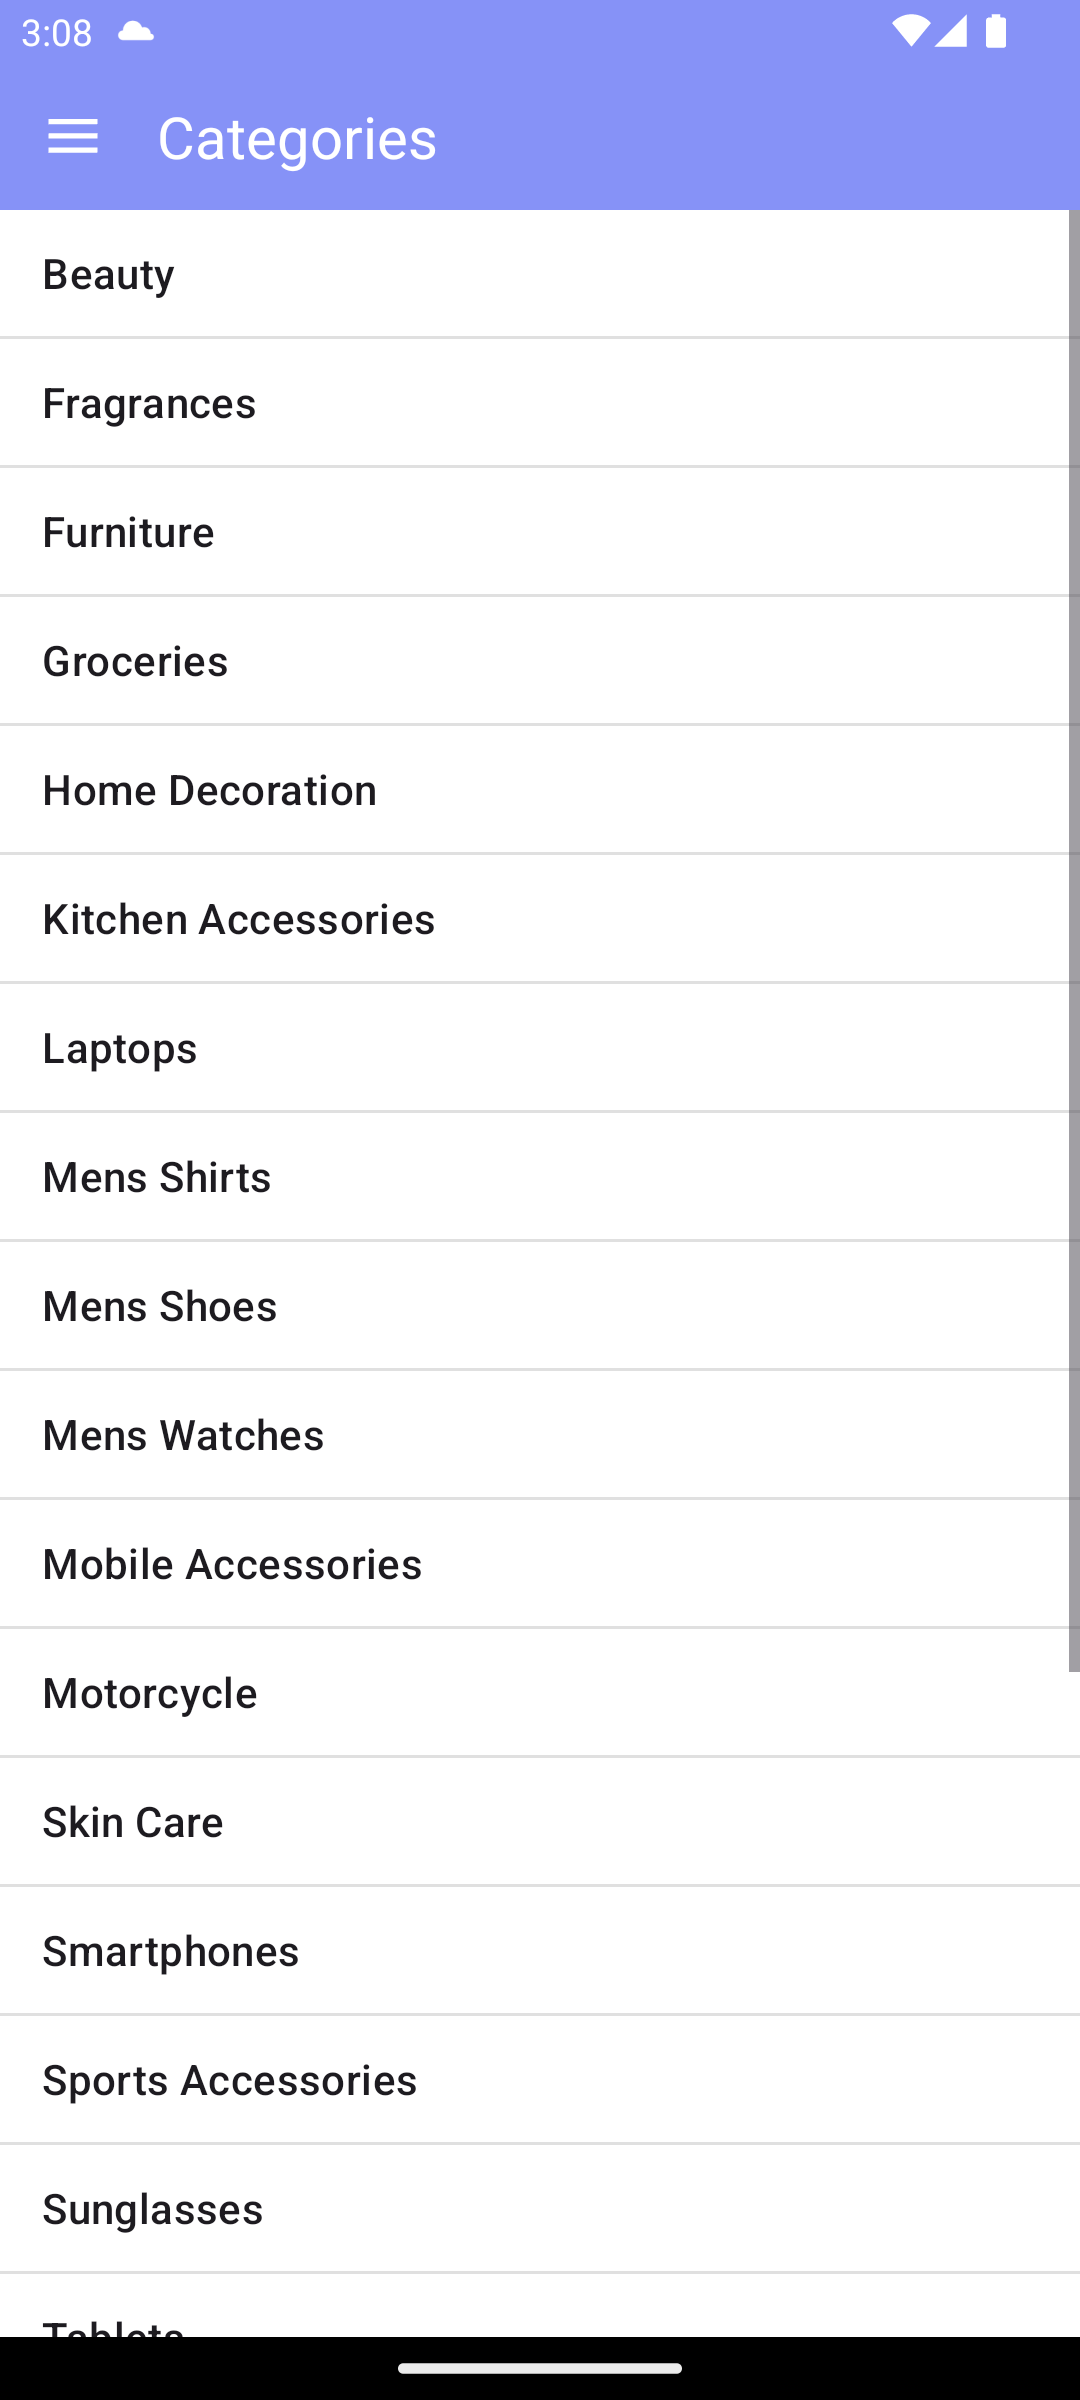 3:08
Categories
Beauty
Fragrances
Furniture
Groceries
Home Decoration
Kitchen Accessories
Laptops
Mens Shirts
Mens Shoes
Mens Watches
Mobile Accessories
Motorcycle
Skin Care
Smartphones
Sports Accessories
Sunglasses
Tablets